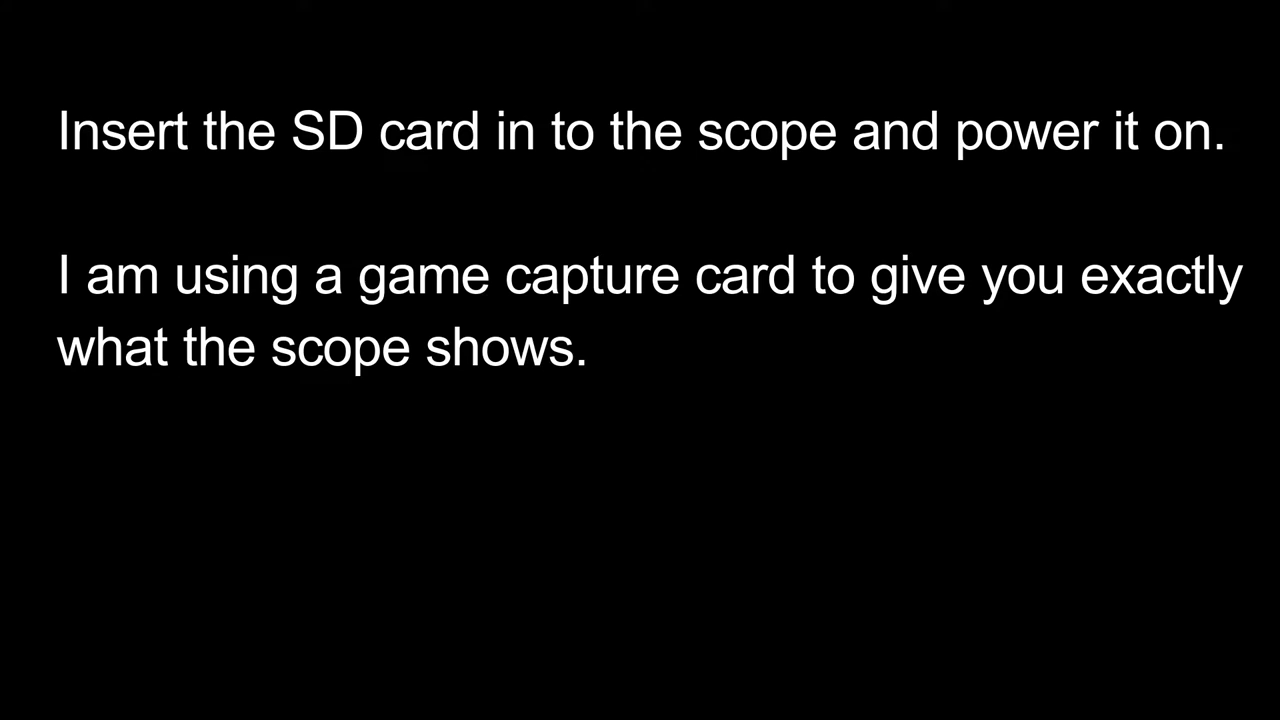 Insert the SD card in to the scope and power it on.
I am using a game capture card to give you exactly
what the scope shows.